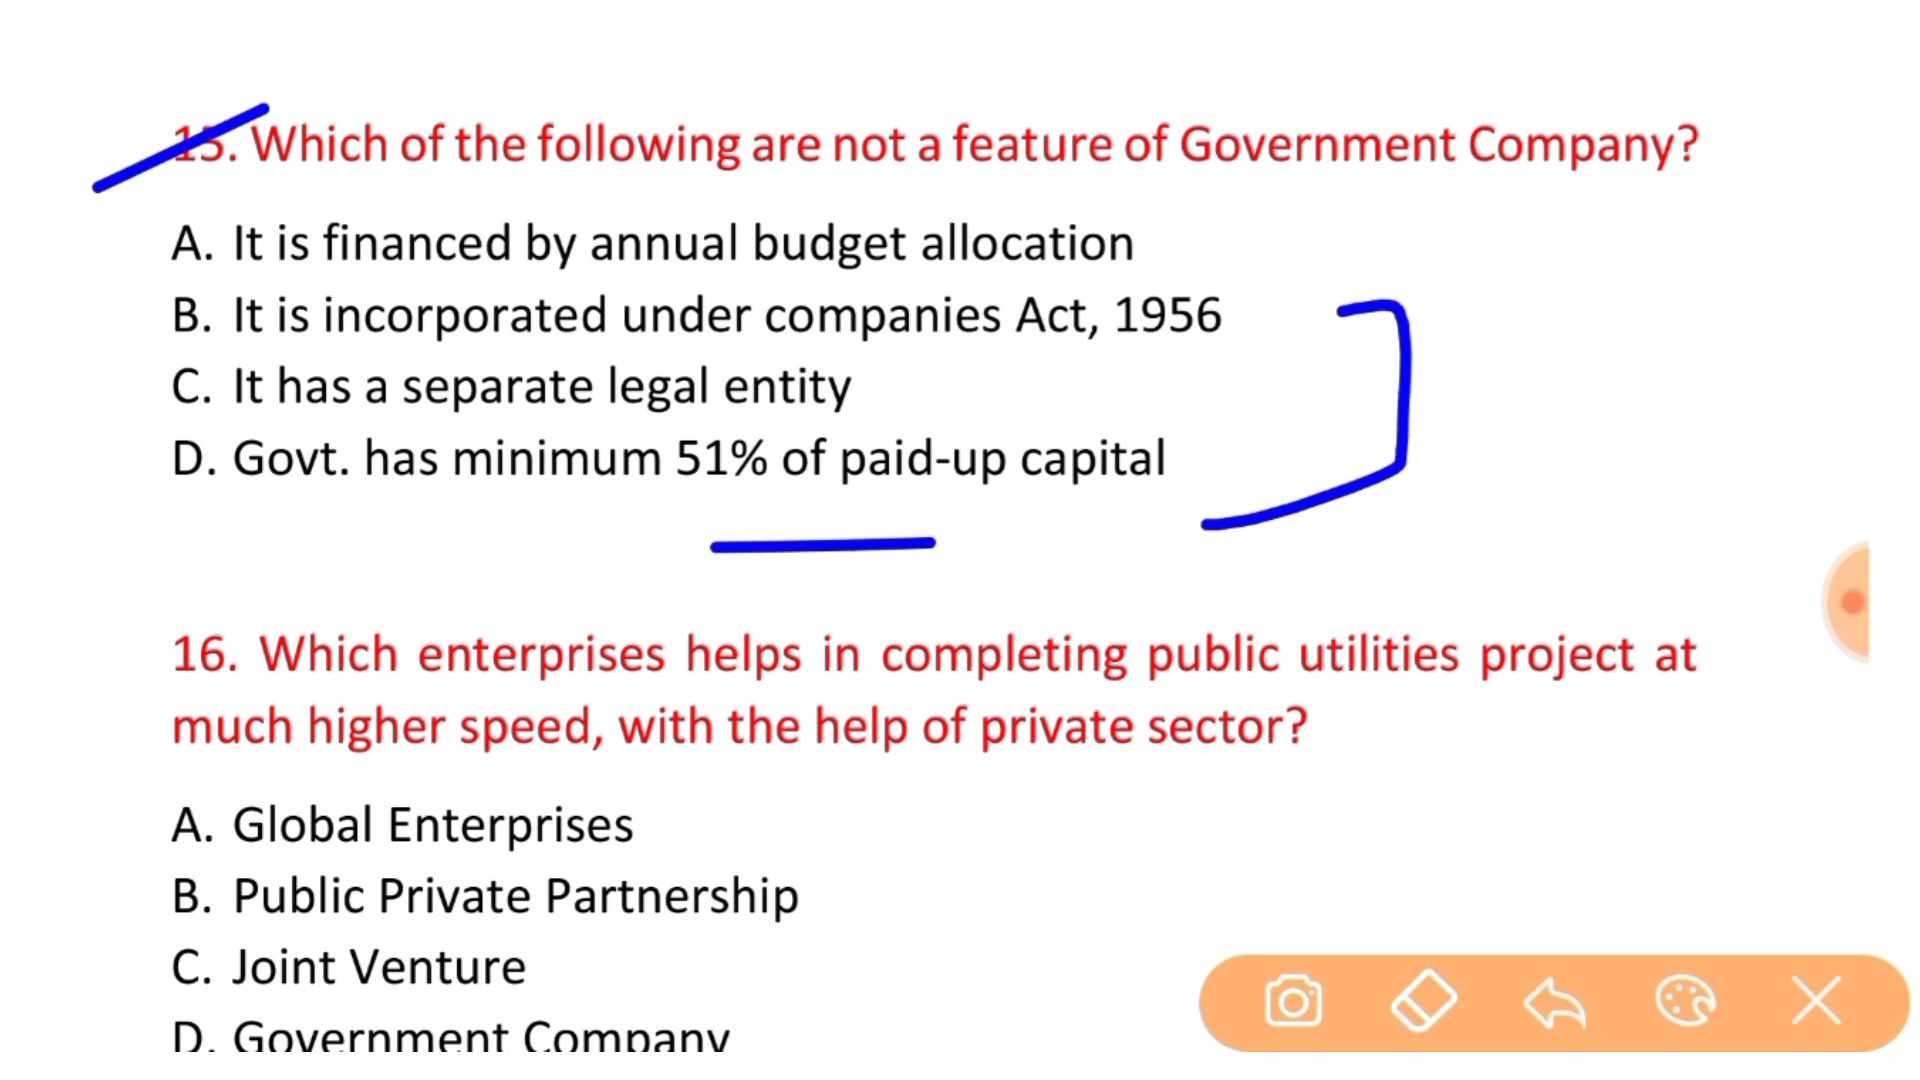 15. Which of the following are not a feature of Government Company?
A. It is financed by annual budget allocation
B. It is incorporated under companies Act, 1956
C. It has a separate legal entity
D. Govt. has minimum 51% of paid-up capital
16. Which enterprises helps in completing public utilities project at
much higher speed, with the help of private sector?
A. Global Enterprises
B. Public Private Partnership
C. Joint Venture
D. Government Company